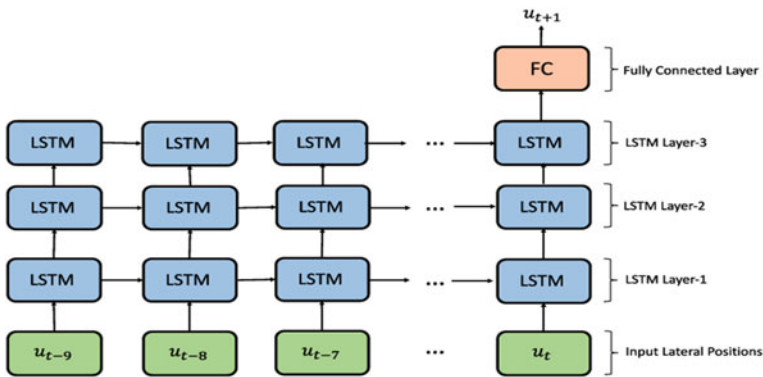 u_{t+1}
FC Fully Connected Layer
LSTM LSTM LSTM ... LSTM LSTM Layer-3
LSTM LSTM LSTM ... LSTM LSTM Layer-2
LSTM LSTM LSTM ... LSTM LSTM Layer-1
u_{t−9} u_{t−8} u_{t−7} ... u_t Input Lateral Positions